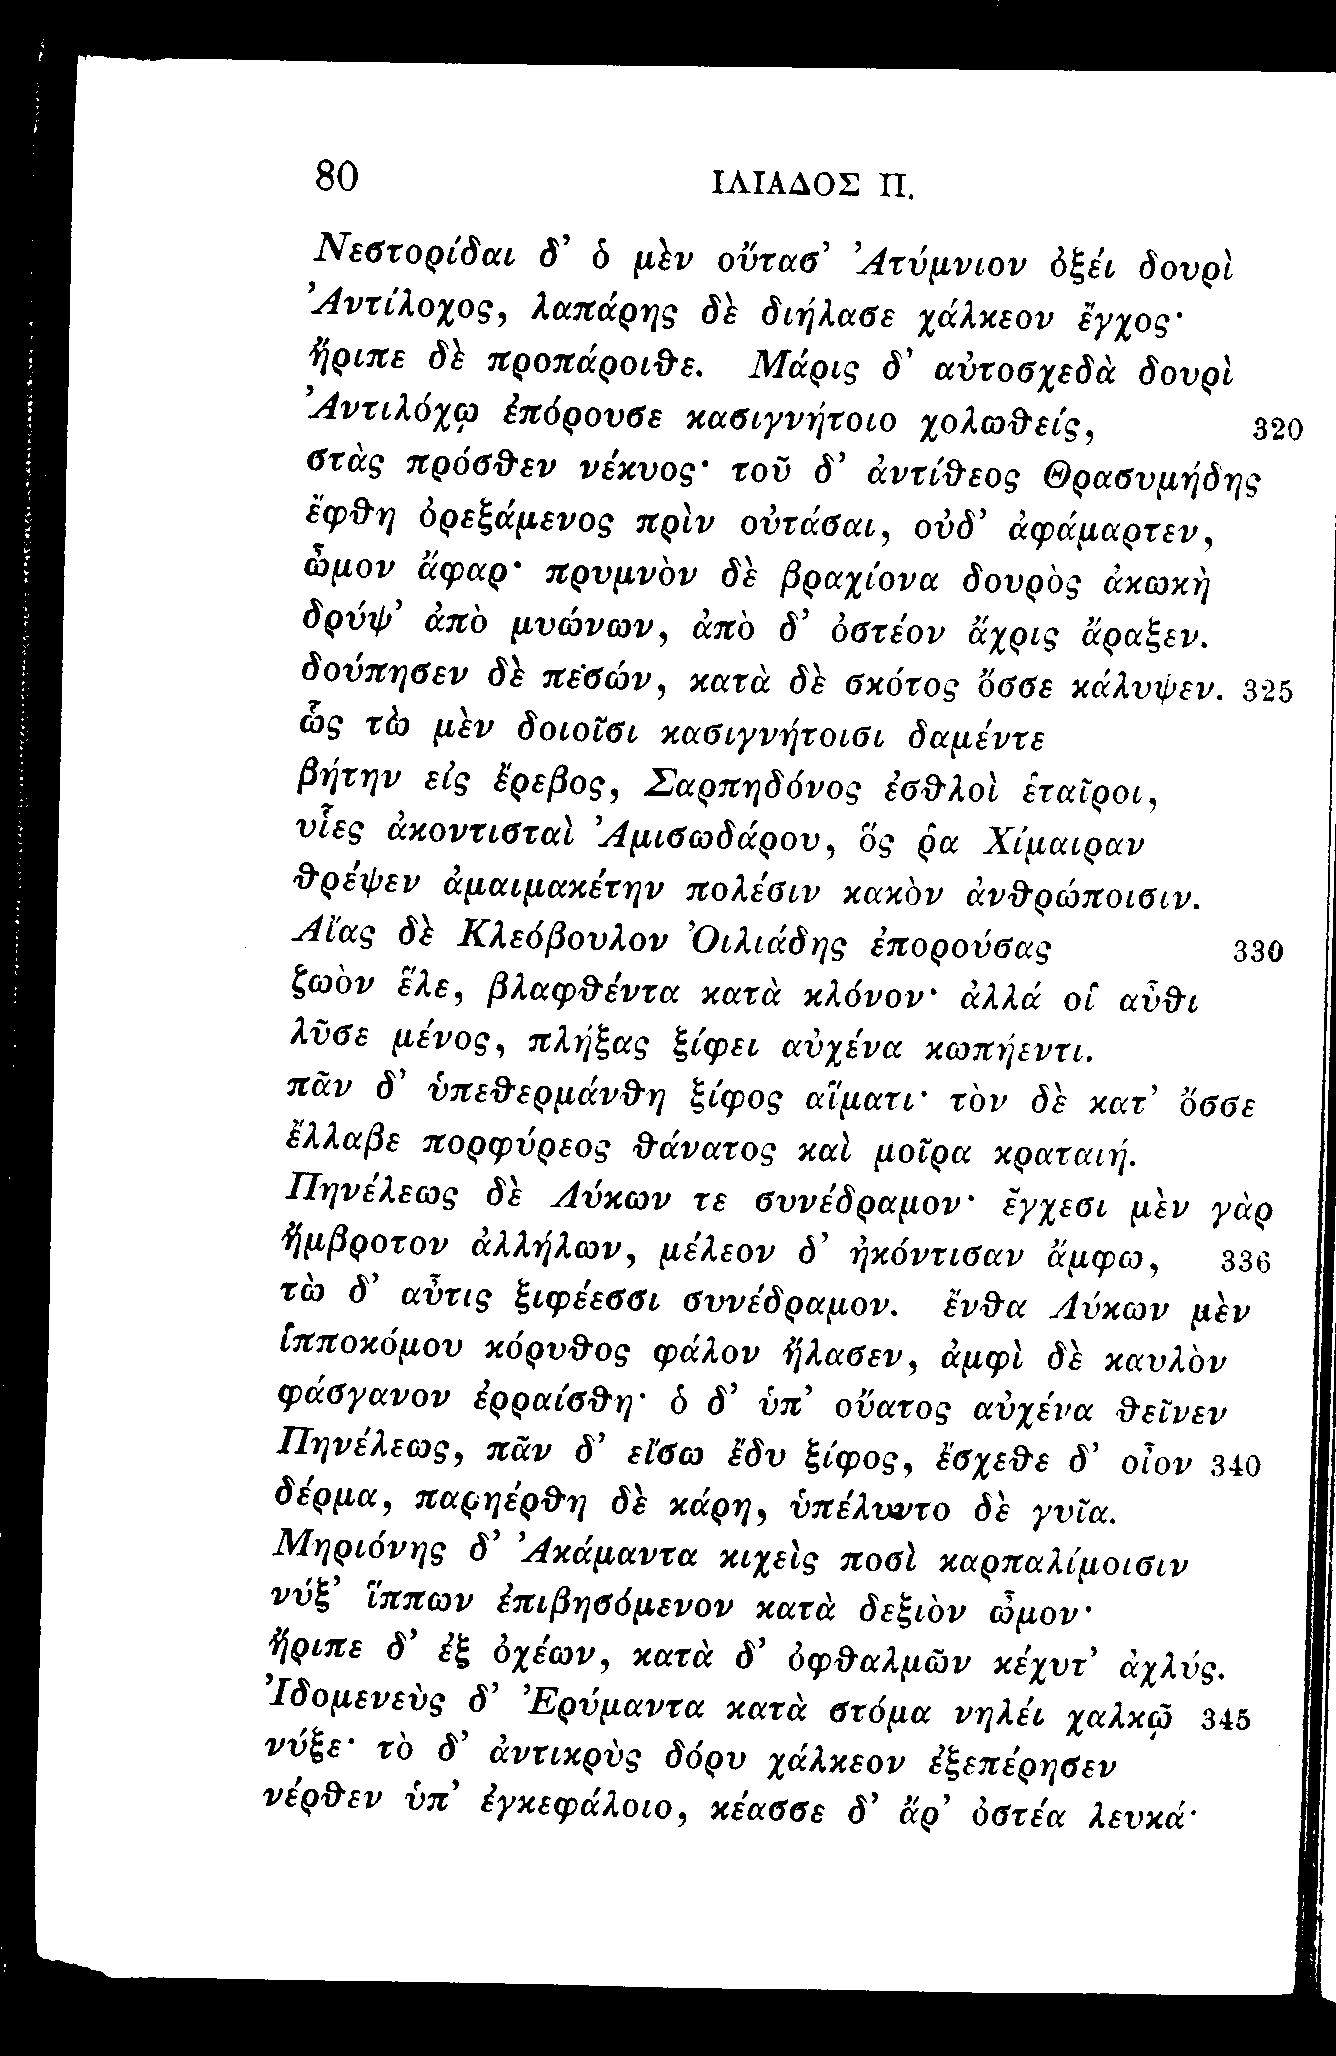 80 ΙΛΙΑΔΟΣ Π.
Νεστορίδαι δ’ ὁ μὲν οὔτασ’ Ἀτύμνιον ὀξέι δουρὶ
Ἀντίλοχος, λαπάρης δὲ διήλασε χάλκεον ἔγχος·
ἤριπε δὲ προπάροιθε. Μάρις δ’ αὐτοσχεδὰ δουρὶ
Ἀντιλόχῳ ἐπόρουσε κασιγνήτοιο χολωθείς, 320
στὰς πρόσθεν νέκυος· τοῦ δ’ ἀντίθεος Θρασυμήδης
ἔφθη ὀρεξάμενος πρὶν οὐτάσαι, οὐδ’ ἀφάμαρτεν,
ὦμον ἄφαρ· πρυμνὸν δὲ βραχίονα δουρὸς ἀκωκὴ
δρύψ’ ἀπὸ μυώνων, ἀπὸ δ’ ὀστέον ἄχρις ἄραξεν.
δούπησεν δὲ πεσών, κατὰ δὲ σκότος ὄσσε κάλυψεν. 325
ὣς τὼ μὲν δοιοῖσι κασιγνήτοισι δαμέντε
βήτην εἰς ἔρεβος, Σαρπηδόνος ἐσθλοὶ ἑταῖροι,
υἷες ἀκοντισταὶ Ἀμισωδάρου, ὅς ῥα Χίμαιραν
θρέψεν ἀμαιμακέτην πολέσιν κακὸν ἀνθρώποισιν.
Αἴας δὲ Κλεόβουλον Ὀιλιάδης ἐπορούσας 330
ζωὸν ἕλε, βλαφθέντα κατὰ κλόνον· ἀλλά οἱ αὖθι
λῦσε μένος, πλήξας ξίφει αὐχένα κωπήεντι.
πᾶν δ’ ὑπεθερμάνθη ξίφος αἵματι· τὸν δὲ κατ’ ὄσσε
ἔλλαβε πορφύρεος θάνατος καὶ μοῖρα κραταιή.
Πηνέλεως δὲ Λύκων τε συνέδραμον· ἔγχεσι μὲν γὰρ
ἤμβροτον ἀλλήλων, μέλεον δ’ ἠκόντισαν ἄμφω, 336
τὼ δ’ αὖτις ξιφέεσσι συνέδραμον. ἔνθα Λύκων μὲν
ἱπποκόμου κόρυθος φάλον ἤλασεν, ἀμφὶ δὲ καυλὸν
φάσγανον ἐρραίσθη· ὁ δ’ ὑπ’ οὔατος αὐχένα θεῖνεν
Πηνέλεως, πᾶν δ’ εἴσω ἔδυ ξίφος, ἔσχεθε δ’ οἶον 340
δέρμα, παρηέρθη δὲ κάρη, ὑπέλυντο δὲ γυῖα.
Μηριόνης δ’ Ἀκάμαντα κιχεὶς ποσὶ καρπαλίμοισιν
νύξ’ ἵππων ἐπιβησόμενον κατὰ δεξιὸν ὦμον·
ἤριπε δ’ ἐξ ὀχέων, κατὰ δ’ ὀφθαλμῶν κέχυτ’ ἀχλύς.
Ἰδομενεὺς δ’ Ἐρύμαντα κατὰ στόμα νηλέι χαλκῷ 345
νύξε· τὸ δ’ ἀντικρὺς δόρυ χάλκεον ἐξεπέρησεν
νέρθεν ὑπ’ ἐγκεφάλοιο, κέασσε δ’ ἄρ’ ὀστέα λευκά·